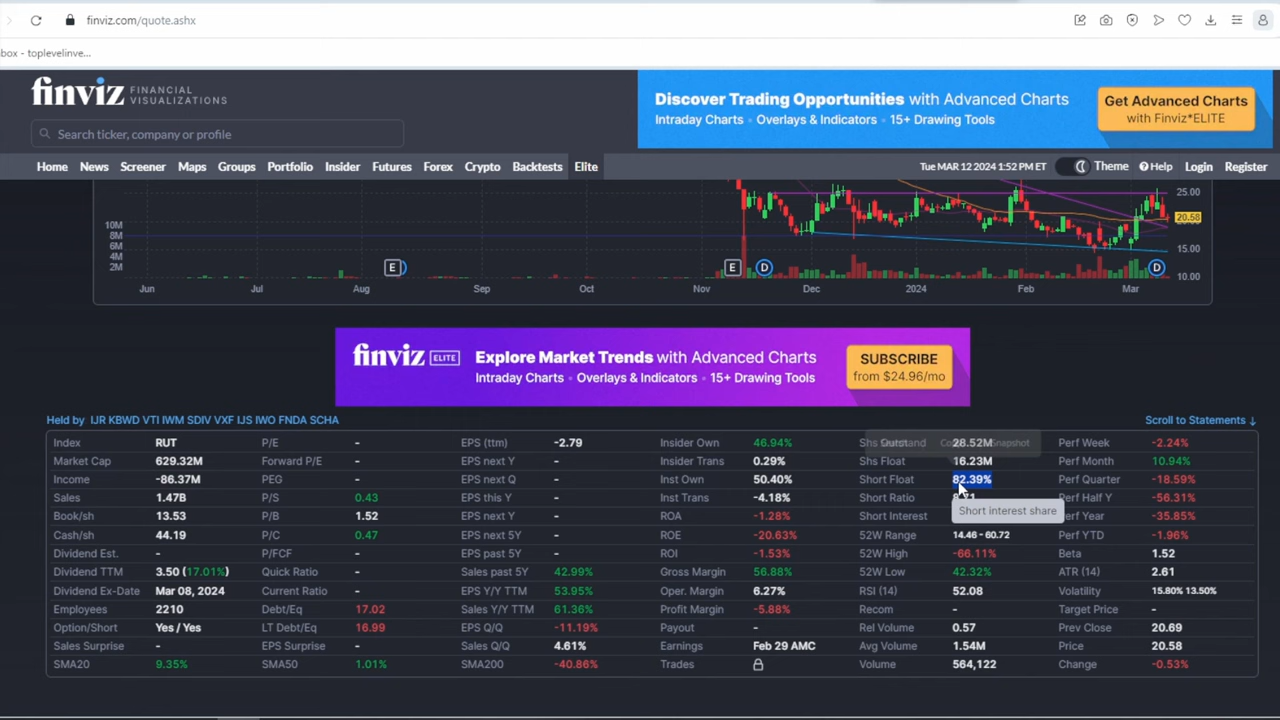 finviz.com/quote.ashx
box - toplevelinve...
finviz FINANCIAL VISUALIZATIONS
Discover Trading Opportunities with Advanced Charts
Intraday Charts • Overlays & Indicators • 15+ Drawing Tools
Get Advanced Charts
with Finviz*ELITE
Search ticker, company or profile
Home News Screener Maps Groups Portfolio Insider Futures Forex Crypto Backtests Elite Tue MAR 12 2024 1:52 PM ET Theme Help Login Register
25.00
20.58
15.00
10.00
10M
8M
6M
4M
2M
E E D D
Jun Jul Aug Sep Oct Nov Dec 2024 Feb Mar
finviz ELITE Explore Market Trends with Advanced Charts
Intraday Charts • Overlays & Indicators • 15+ Drawing Tools
SUBSCRIBE
from $24.96/mo
Held by IJR KBWD VTI IWM SDIV VXF IJS IWO FNDA SCHA Scroll to Statements ↓
Index RUT P/E - EPS (ttm) -2.79 Insider Own 46.94% Shs Outstand 28.52M Perf Week -2.24%
Market Cap 629.32M Forward P/E - EPS next Y - Insider Trans 0.29% Shs Float 16.23M Perf Month 10.94%
Income -86.37M PEG - EPS next Q - Inst Own 50.40% Short Float 82.39% Perf Quarter -18.59%
Sales 1.47B P/S 0.43 EPS this Y - Inst Trans -4.18% Short Ratio Perf Half Y -56.31%
Book/sh 13.53 P/B 1.52 EPS next Y - ROA -1.28% Short Interest Short interest share Perf Year -35.85%
Cash/sh 44.19 P/C 0.47 EPS next 5Y - ROE -20.63% 52W Range 14.46 - 60.72 Perf YTD -1.96%
Dividend Est. - P/FCF - EPS past 5Y - ROI -1.53% 52W High -66.11% Beta 1.52
Dividend TTM 3.50 (17.01%) Quick Ratio - Sales past 5Y 42.99% Gross Margin 56.88% 52W Low 42.32% ATR (14) 2.61
Dividend Ex-Date Mar 08, 2024 Current Ratio - EPS Y/Y TTM 53.95% Oper. Margin 6.27% RSI (14) 52.08 Volatility 15.80% 13.50%
Employees 2210 Debt/Eq 17.02 Sales Y/Y TTM 61.36% Profit Margin -5.88% Recom - Target Price -
Option/Short Yes / Yes LT Debt/Eq 16.99 EPS Q/Q -11.19% Payout - Rel Volume 0.57 Prev Close 20.69
Sales Surprise - EPS Surprise - Sales Q/Q 4.61% Earnings Feb 29 AMC Avg Volume 1.54M Price 20.58
SMA20 9.35% SMA50 1.01% SMA200 -40.86% Trades Volume 564,122 Change -0.53%